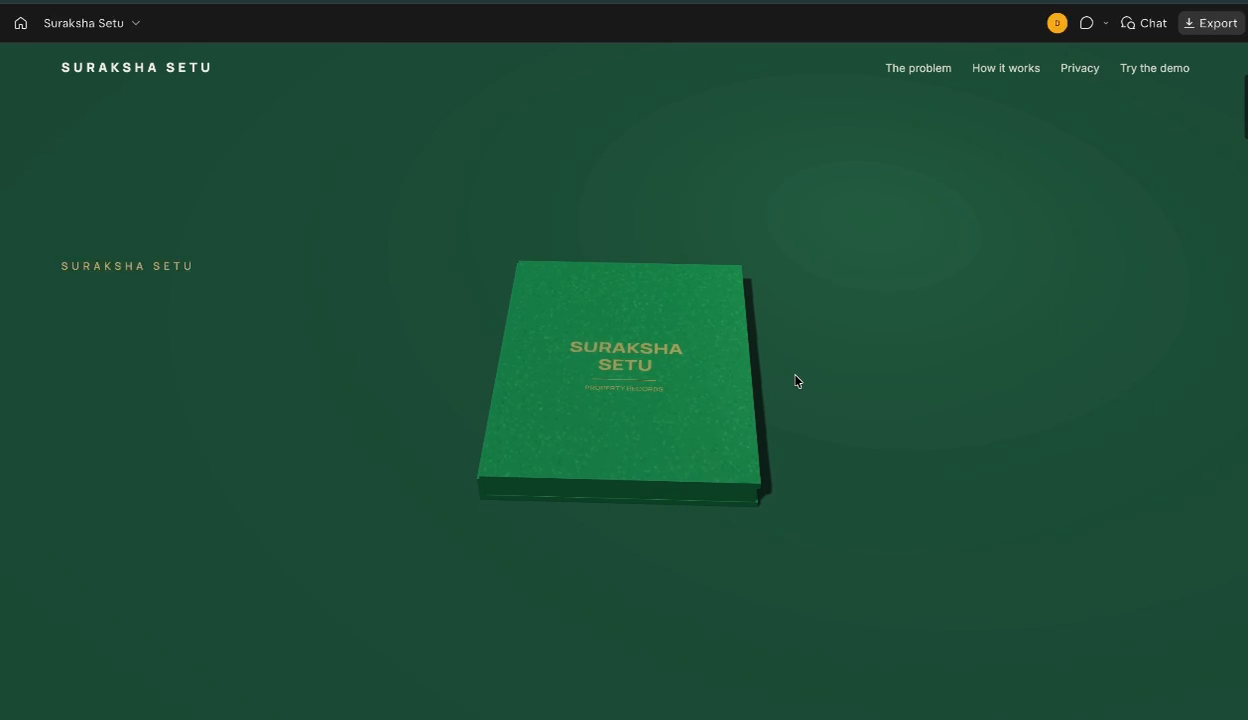 Suraksha Setu
D
Chat
Export
SURAKSHA SETU
The problem
How it works
Privacy
Try the demo
SURAKSHA SETU
SURAKSHA
SETU
PROPERTY RECORDS